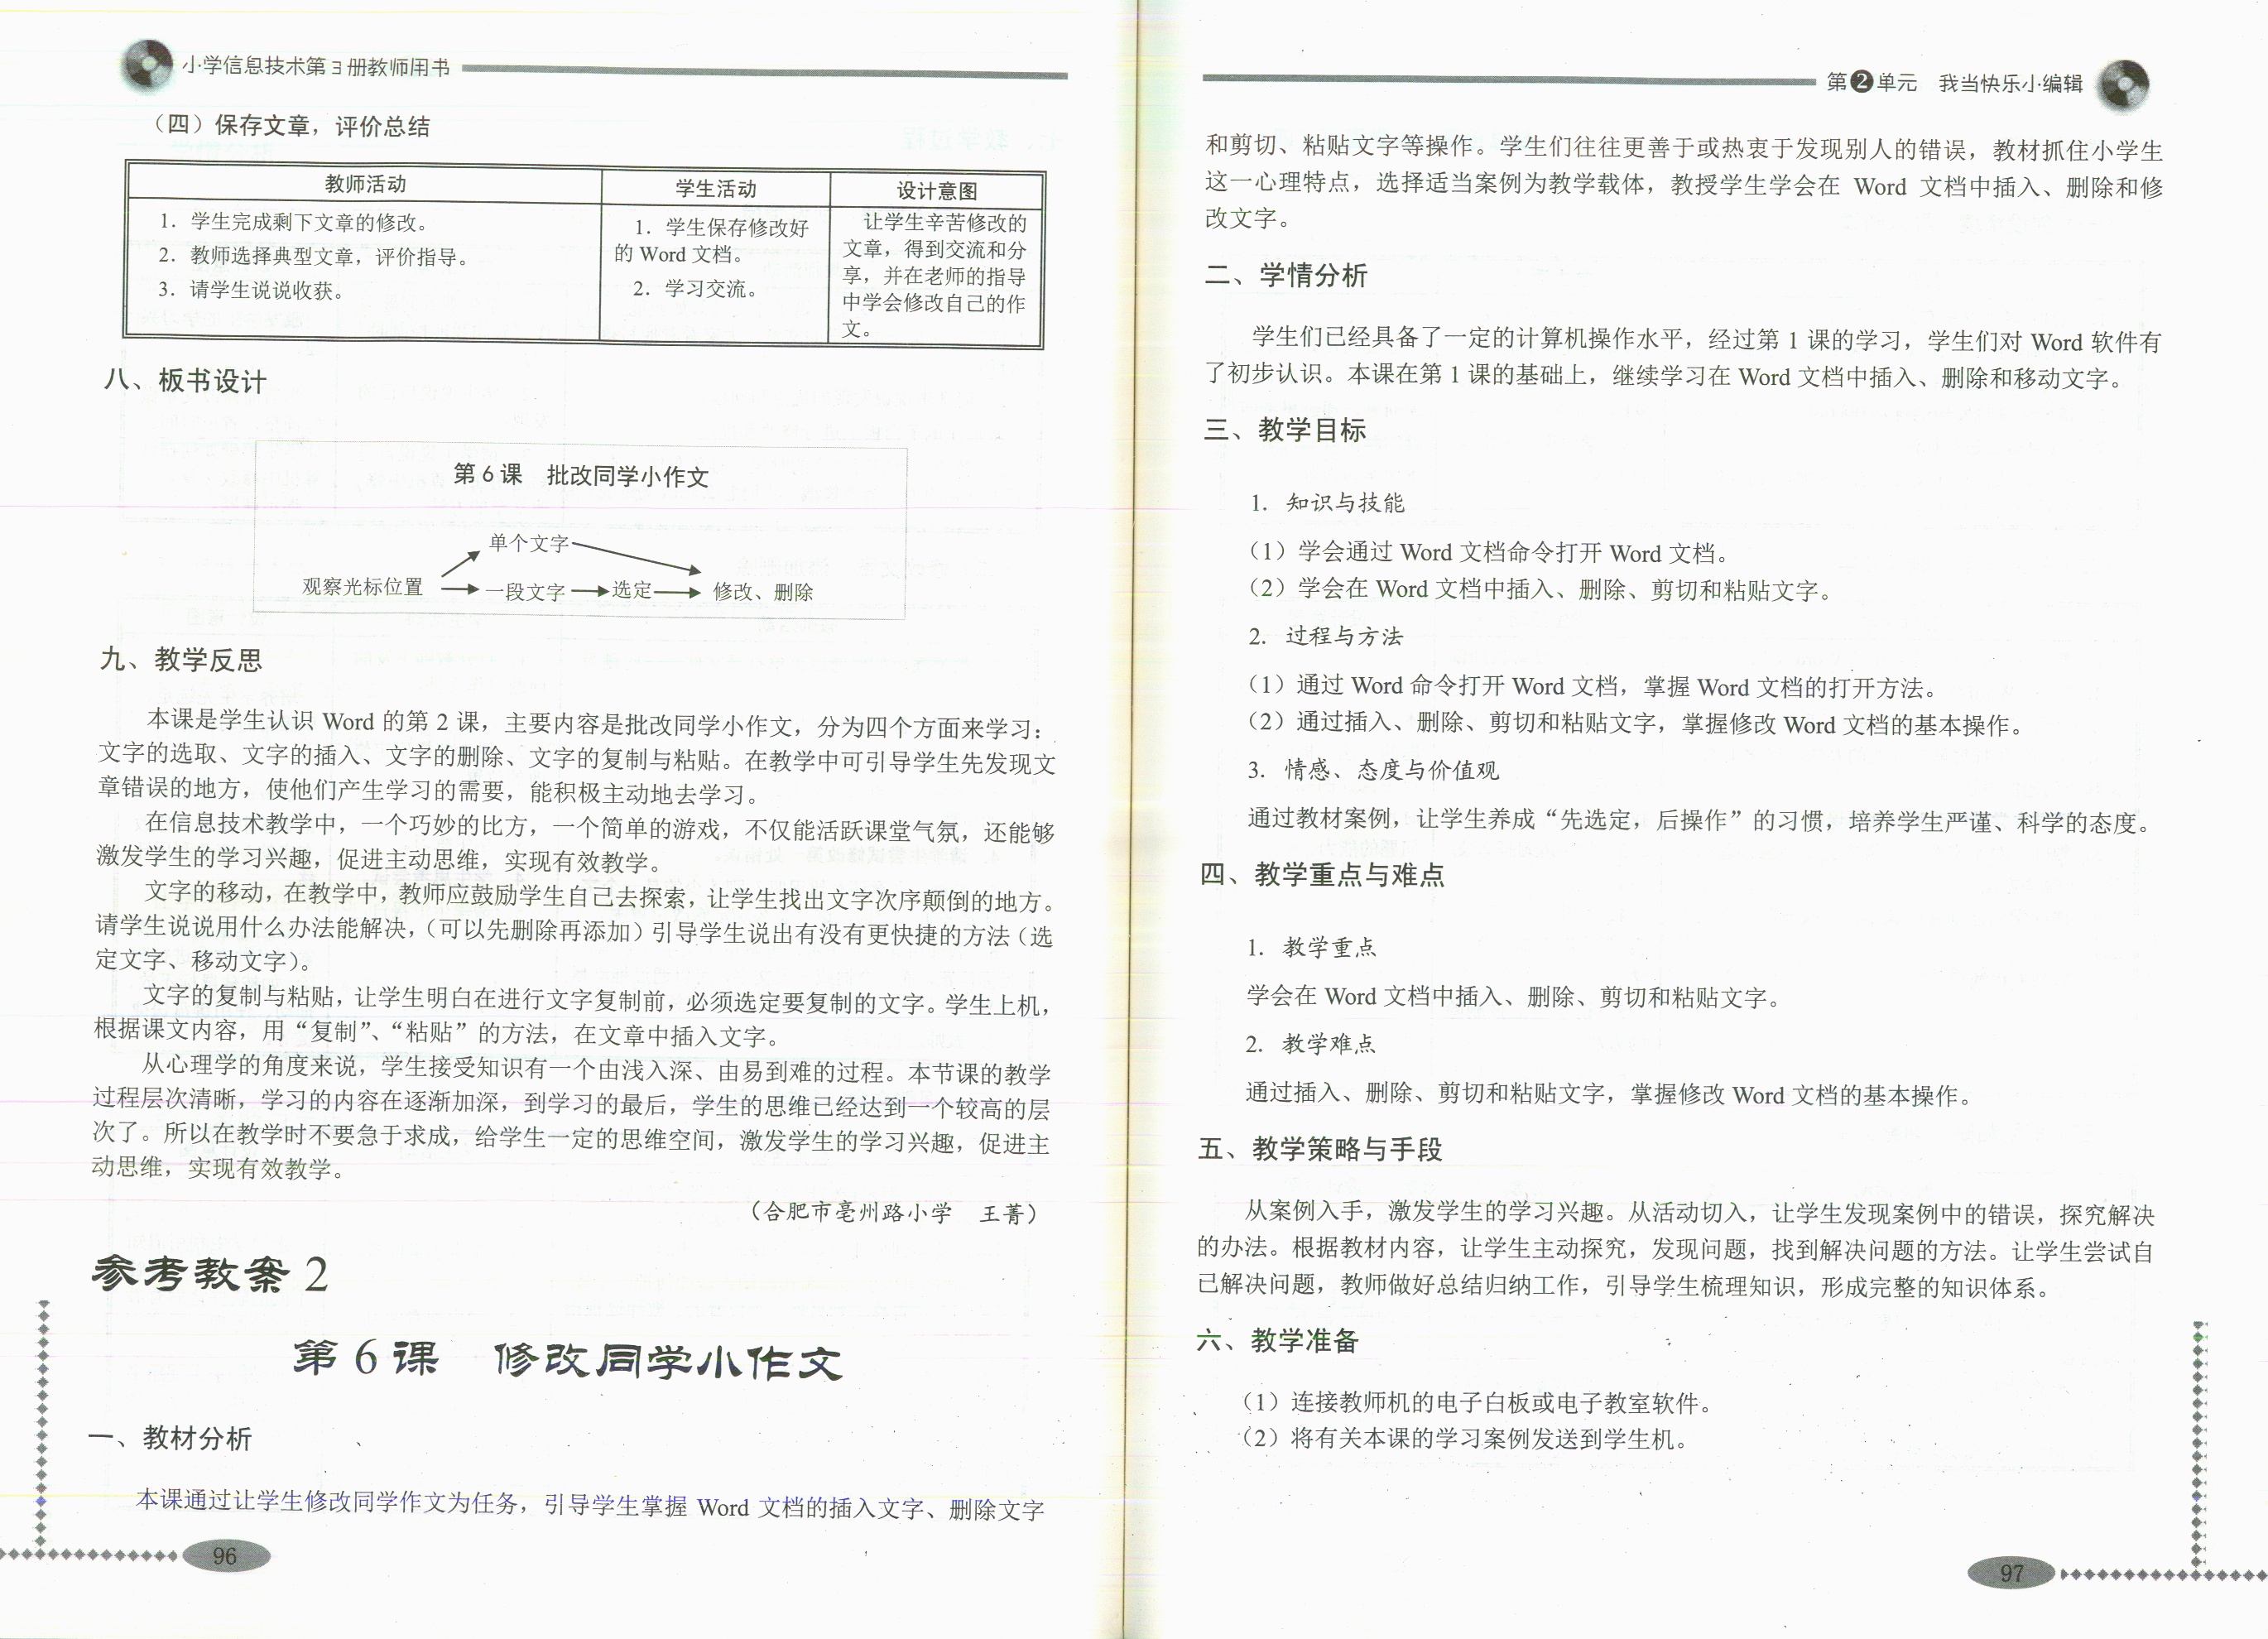 小学信息技术第3册教师用书
（四）保存文章，评价总结
教师活动 学生活动 设计意图
1．学生完成剩下文章的修改。
2．教师选择典型文章，评价指导。
3．请学生说说收获。
1．学生保存修改好
的 Word 文档。
2．学习交流。
让学生辛苦修改的
文章，得到交流和分
享，并在老师的指导
中学会修改自己的作
文。
八、板书设计
第6课　批改同学小作文
单个文字
观察光标位置 一段文字 选定 修改、删除
九、教学反思
本课是学生认识 Word 的第 2 课，主要内容是批改同学小作文，分为四个方面来学习：
文字的选取、文字的插入、文字的删除、文字的复制与粘贴。在教学中可引导学生先发现文
章错误的地方，使他们产生学习的需要，能积极主动地去学习。
在信息技术教学中，一个巧妙的比方，一个简单的游戏，不仅能活跃课堂气氛，还能够
激发学生的学习兴趣，促进主动思维，实现有效教学。
文字的移动，在教学中，教师应鼓励学生自己去探索，让学生找出文字次序颠倒的地方。
请学生说说用什么办法能解决，（可以先删除再添加）引导学生说出有没有更快捷的方法（选
定文字、移动文字）。
文字的复制与粘贴，让学生明白在进行文字复制前，必须选定要复制的文字。学生上机，
根据课文内容，用“复制”、“粘贴”的方法，在文章中插入文字。
从心理学的角度来说，学生接受知识有一个由浅入深、由易到难的过程。本节课的教学
过程层次清晰，学习的内容在逐渐加深，到学习的最后，学生的思维已经达到一个较高的层
次了。所以在教学时不要急于求成，给学生一定的思维空间，激发学生的学习兴趣，促进主
动思维，实现有效教学。
（合肥市亳州路小学　王菁）
参考教案 2
第 6 课　修改同学小作文
一、教材分析
本课通过让学生修改同学作文为任务，引导学生掌握 Word 文档的插入文字、删除文字
96
第2单元　我当快乐小编辑
和剪切、粘贴文字等操作。学生们往往更善于或热衷于发现别人的错误，教材抓住小学生
这一心理特点，选择适当案例为教学载体，教授学生学会在 Word 文档中插入、删除和修
改文字。
二、学情分析
学生们已经具备了一定的计算机操作水平，经过第 1 课的学习，学生们对 Word 软件有
了初步认识。本课在第 1 课的基础上，继续学习在 Word 文档中插入、删除和移动文字。
三、教学目标
1．知识与技能
（1）学会通过 Word 文档命令打开 Word 文档。
（2）学会在 Word 文档中插入、删除、剪切和粘贴文字。
2．过程与方法
（1）通过 Word 命令打开 Word 文档，掌握 Word 文档的打开方法。
（2）通过插入、删除、剪切和粘贴文字，掌握修改 Word 文档的基本操作。
3．情感、态度与价值观
通过教材案例，让学生养成“先选定，后操作”的习惯，培养学生严谨、科学的态度。
四、教学重点与难点
1．教学重点
学会在 Word 文档中插入、删除、剪切和粘贴文字。
2．教学难点
通过插入、删除、剪切和粘贴文字，掌握修改 Word 文档的基本操作。
五、教学策略与手段
从案例入手，激发学生的学习兴趣。从活动切入，让学生发现案例中的错误，探究解决
的办法。根据教材内容，让学生主动探究，发现问题，找到解决问题的方法。让学生尝试自
已解决问题，教师做好总结归纳工作，引导学生梳理知识，形成完整的知识体系。
六、教学准备
（1）连接教师机的电子白板或电子教室软件。
（2）将有关本课的学习案例发送到学生机。
97